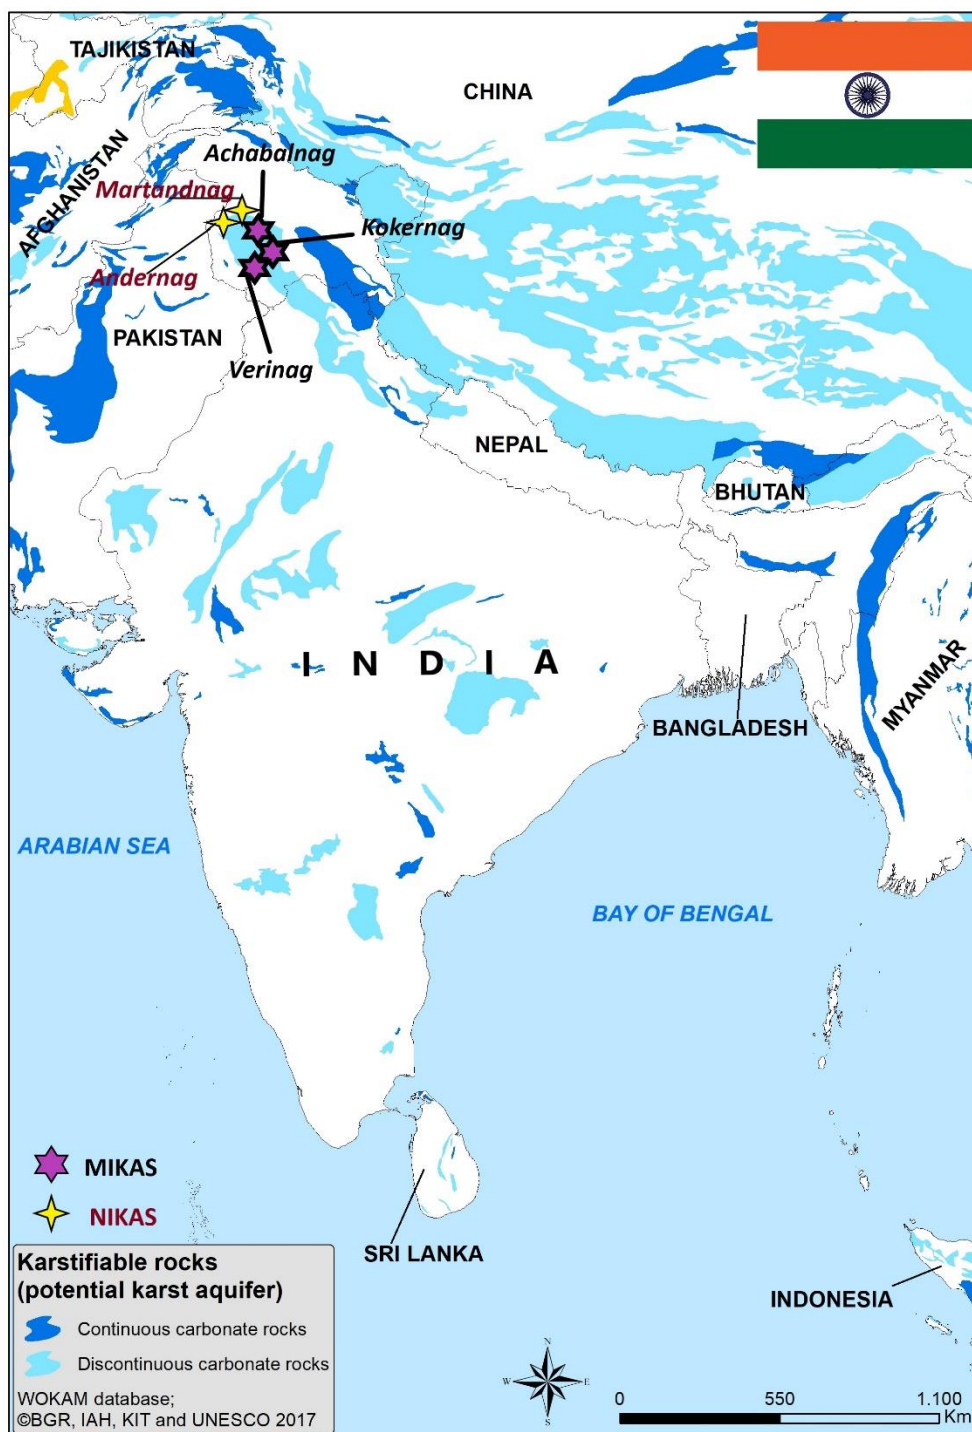 TAJIKISTAN
CHINA
AFGHANISTAN
Achabalnag
Martandnag
Kokernag
Andernag
PAKISTAN
Verinag
NEPAL
BHUTAN
INDIA
MYANMAR
BANGLADESH
ARABIAN SEA
BAY OF BENGAL
MIKAS
NIKAS
SRI LANKA
INDONESIA
Karstifiable rocks
(potential karst aquifer)
Continuous carbonate rocks
Discontinuous carbonate rocks
WOKAM database;
©BGR, IAH, KIT and UNESCO 2017
N
W
E
S
0 550 1.100
Km